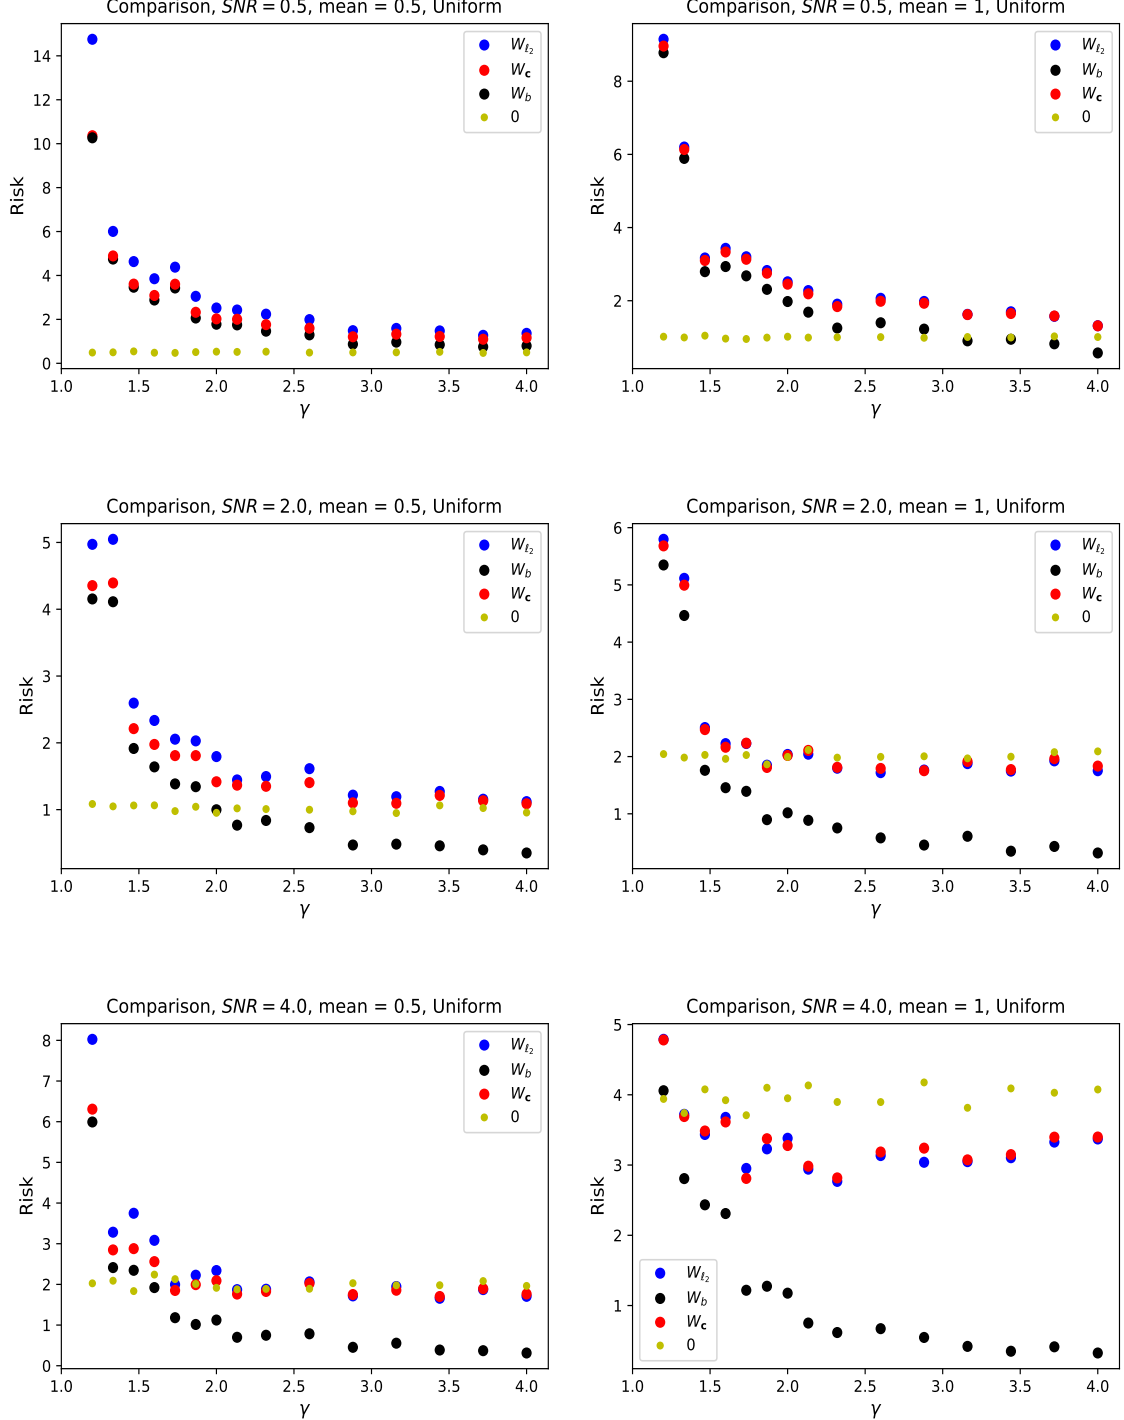 Comparison, SNR = 0.5, mean = 0.5, Uniform
Risk
14
12
10
8
6
4
2
0
1.0 1.5 2.0 2.5 3.0 3.5 4.0
γ
W_ℓ₂
W_c
W_b
0
Comparison, SNR = 0.5, mean = 1, Uniform
Risk
8
6
4
2
1.0 1.5 2.0 2.5 3.0 3.5 4.0
γ
W_ℓ₂
W_b
W_c
0
Comparison, SNR = 2.0, mean = 0.5, Uniform
Risk
5
4
3
2
1
1.0 1.5 2.0 2.5 3.0 3.5 4.0
γ
W_ℓ₂
W_b
W_c
0
Comparison, SNR = 2.0, mean = 1, Uniform
Risk
6
5
4
3
2
1
1.0 1.5 2.0 2.5 3.0 3.5 4.0
γ
W_ℓ₂
W_b
W_c
0
Comparison, SNR = 4.0, mean = 0.5, Uniform
Risk
8
7
6
5
4
3
2
1
0
1.0 1.5 2.0 2.5 3.0 3.5 4.0
γ
W_ℓ₂
W_b
W_c
0
Comparison, SNR = 4.0, mean = 1, Uniform
Risk
5
4
3
2
1
1.0 1.5 2.0 2.5 3.0 3.5 4.0
γ
W_ℓ₂
W_b
W_c
0